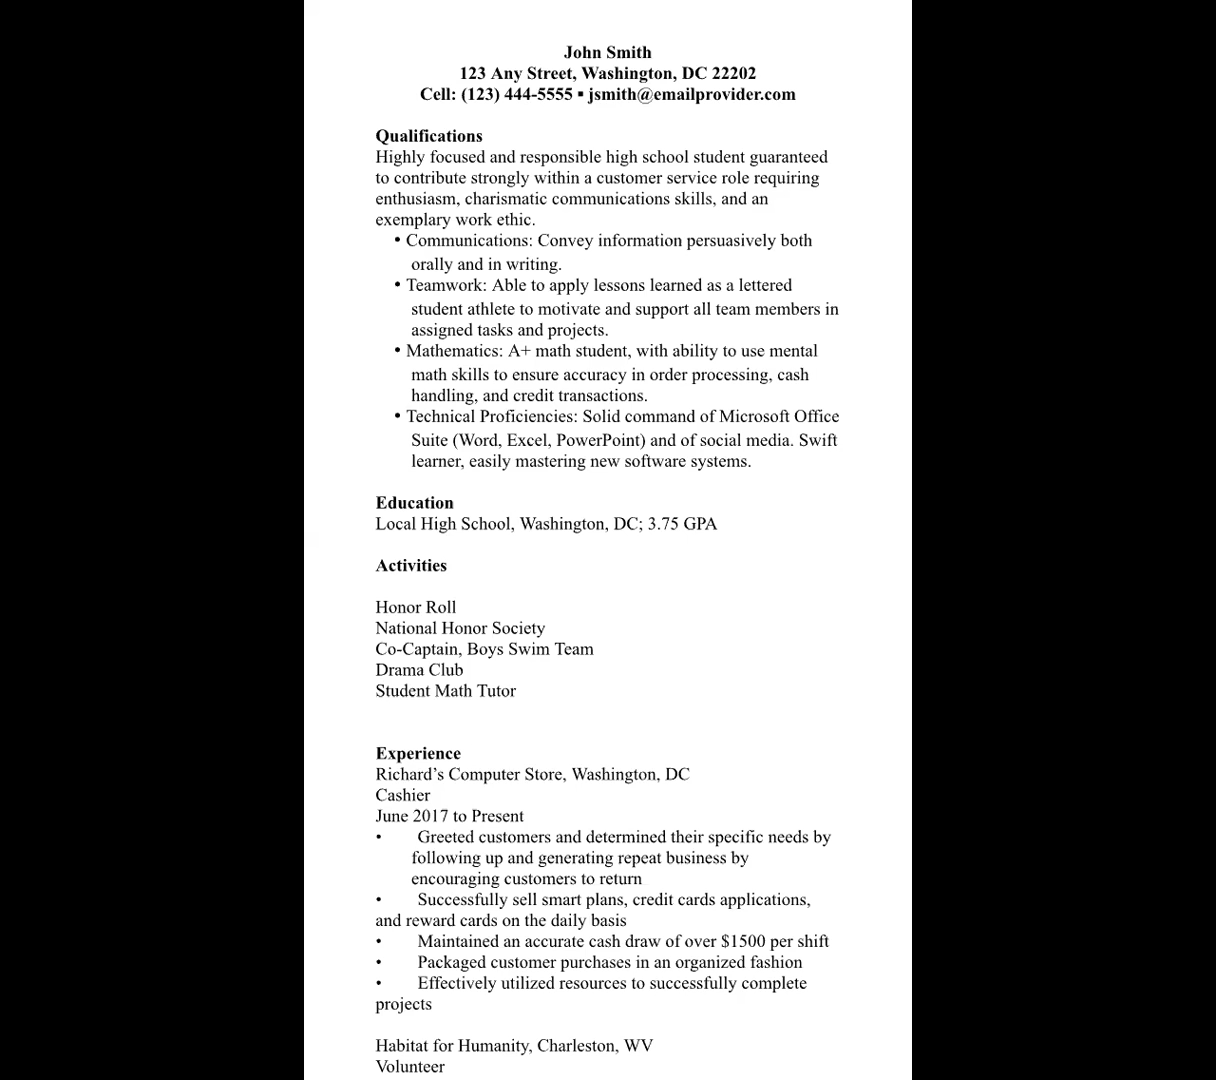 John Smith
123 Any Street, Washington, DC 22202
Cell: (123) 444-5555 ▪ jsmith@emailprovider.com
Qualifications
Highly focused and responsible high school student guaranteed
to contribute strongly within a customer service role requiring
enthusiasm, charismatic communications skills, and an
exemplary work ethic.
• Communications: Convey information persuasively both
orally and in writing.
• Teamwork: Able to apply lessons learned as a lettered
student athlete to motivate and support all team members in
assigned tasks and projects.
• Mathematics: A+ math student, with ability to use mental
math skills to ensure accuracy in order processing, cash
handling, and credit transactions.
• Technical Proficiencies: Solid command of Microsoft Office
Suite (Word, Excel, PowerPoint) and of social media. Swift
learner, easily mastering new software systems.
Education
Local High School, Washington, DC; 3.75 GPA
Activities
Honor Roll
National Honor Society
Co-Captain, Boys Swim Team
Drama Club
Student Math Tutor
Experience
Richard’s Computer Store, Washington, DC
Cashier
June 2017 to Present
• Greeted customers and determined their specific needs by
following up and generating repeat business by
encouraging customers to return
• Successfully sell smart plans, credit cards applications,
and reward cards on the daily basis
• Maintained an accurate cash draw of over $1500 per shift
• Packaged customer purchases in an organized fashion
• Effectively utilized resources to successfully complete
projects
Habitat for Humanity, Charleston, WV
Volunteer